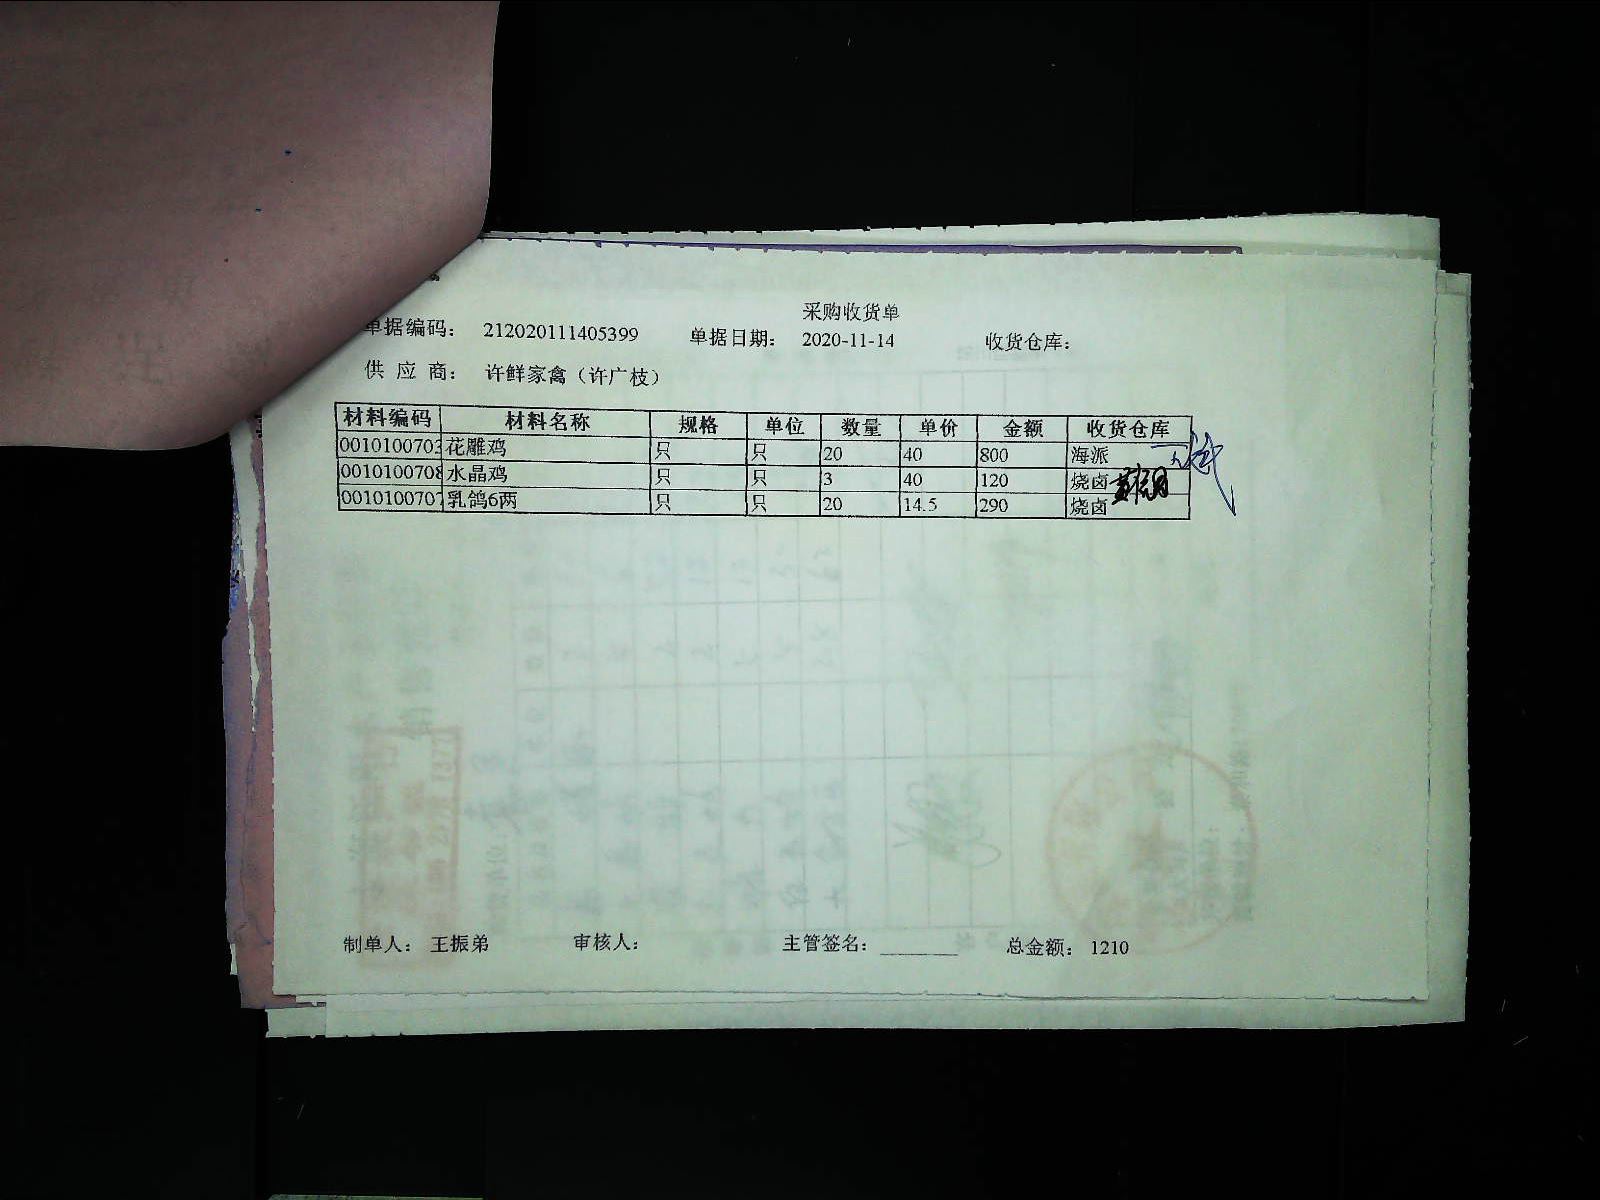 采购收货单
单据编码： 212020111405399 单据日期： 2020-11-14 收货仓库：
供 应 商： 许鲜家禽（许广枝）
材料编码 材料名称 规格 单位 数量 单价 金额 收货仓库
0010100703 花雕鸡 只 只 20 40 800 海派
0010100708 水晶鸡 只 只 3 40 120 烧卤
0010100707 乳鸽6两 只 只 20 14.5 290 烧卤
制单人： 王振弟 审核人： 主管签名： 总金额： 1210